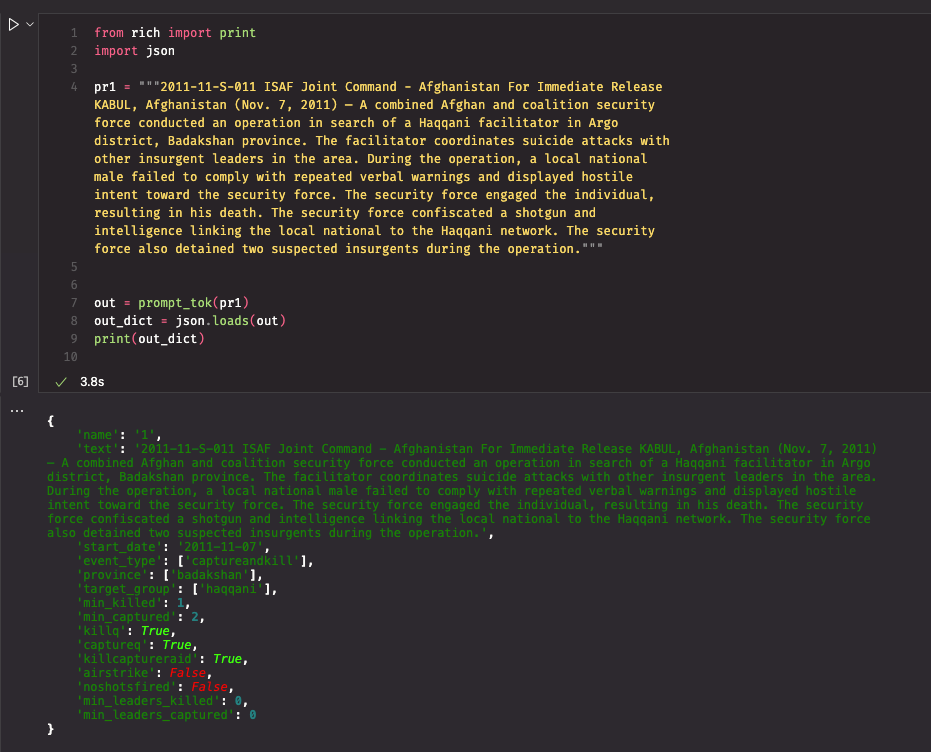 1 from rich import print
2 import json
3
4 pr1 = """2011-11-S-011 ISAF Joint Command - Afghanistan For Immediate Release
KABUL, Afghanistan (Nov. 7, 2011) – A combined Afghan and coalition security
force conducted an operation in search of a Haqqani facilitator in Argo
district, Badakshan province. The facilitator coordinates suicide attacks with
other insurgent leaders in the area. During the operation, a local national
male failed to comply with repeated verbal warnings and displayed hostile
intent toward the security force. The security force engaged the individual,
resulting in his death. The security force confiscated a shotgun and
intelligence linking the local national to the Haqqani network. The security
force also detained two suspected insurgents during the operation."""
5
6
7 out = prompt_tok(pr1)
8 out_dict = json.loads(out)
9 print(out_dict)
10
[6] ✓ 3.8s
...
{
'name': '1',
'text': '2011-11-S-011 ISAF Joint Command - Afghanistan For Immediate Release KABUL, Afghanistan (Nov. 7, 2011)
– A combined Afghan and coalition security force conducted an operation in search of a Haqqani facilitator in Argo
district, Badakshan province. The facilitator coordinates suicide attacks with other insurgent leaders in the area.
During the operation, a local national male failed to comply with repeated verbal warnings and displayed hostile
intent toward the security force. The security force engaged the individual, resulting in his death. The security
force confiscated a shotgun and intelligence linking the local national to the Haqqani network. The security force
also detained two suspected insurgents during the operation.',
'start_date': '2011-11-07',
'event_type': ['captureandkill'],
'province': ['badakshan'],
'target_group': ['haqqani'],
'min_killed': 1,
'min_captured': 2,
'killq': True,
'captureq': True,
'killcaptureraid': True,
'airstrike': False,
'noshotsfired': False,
'min_leaders_killed': 0,
'min_leaders_captured': 0
}